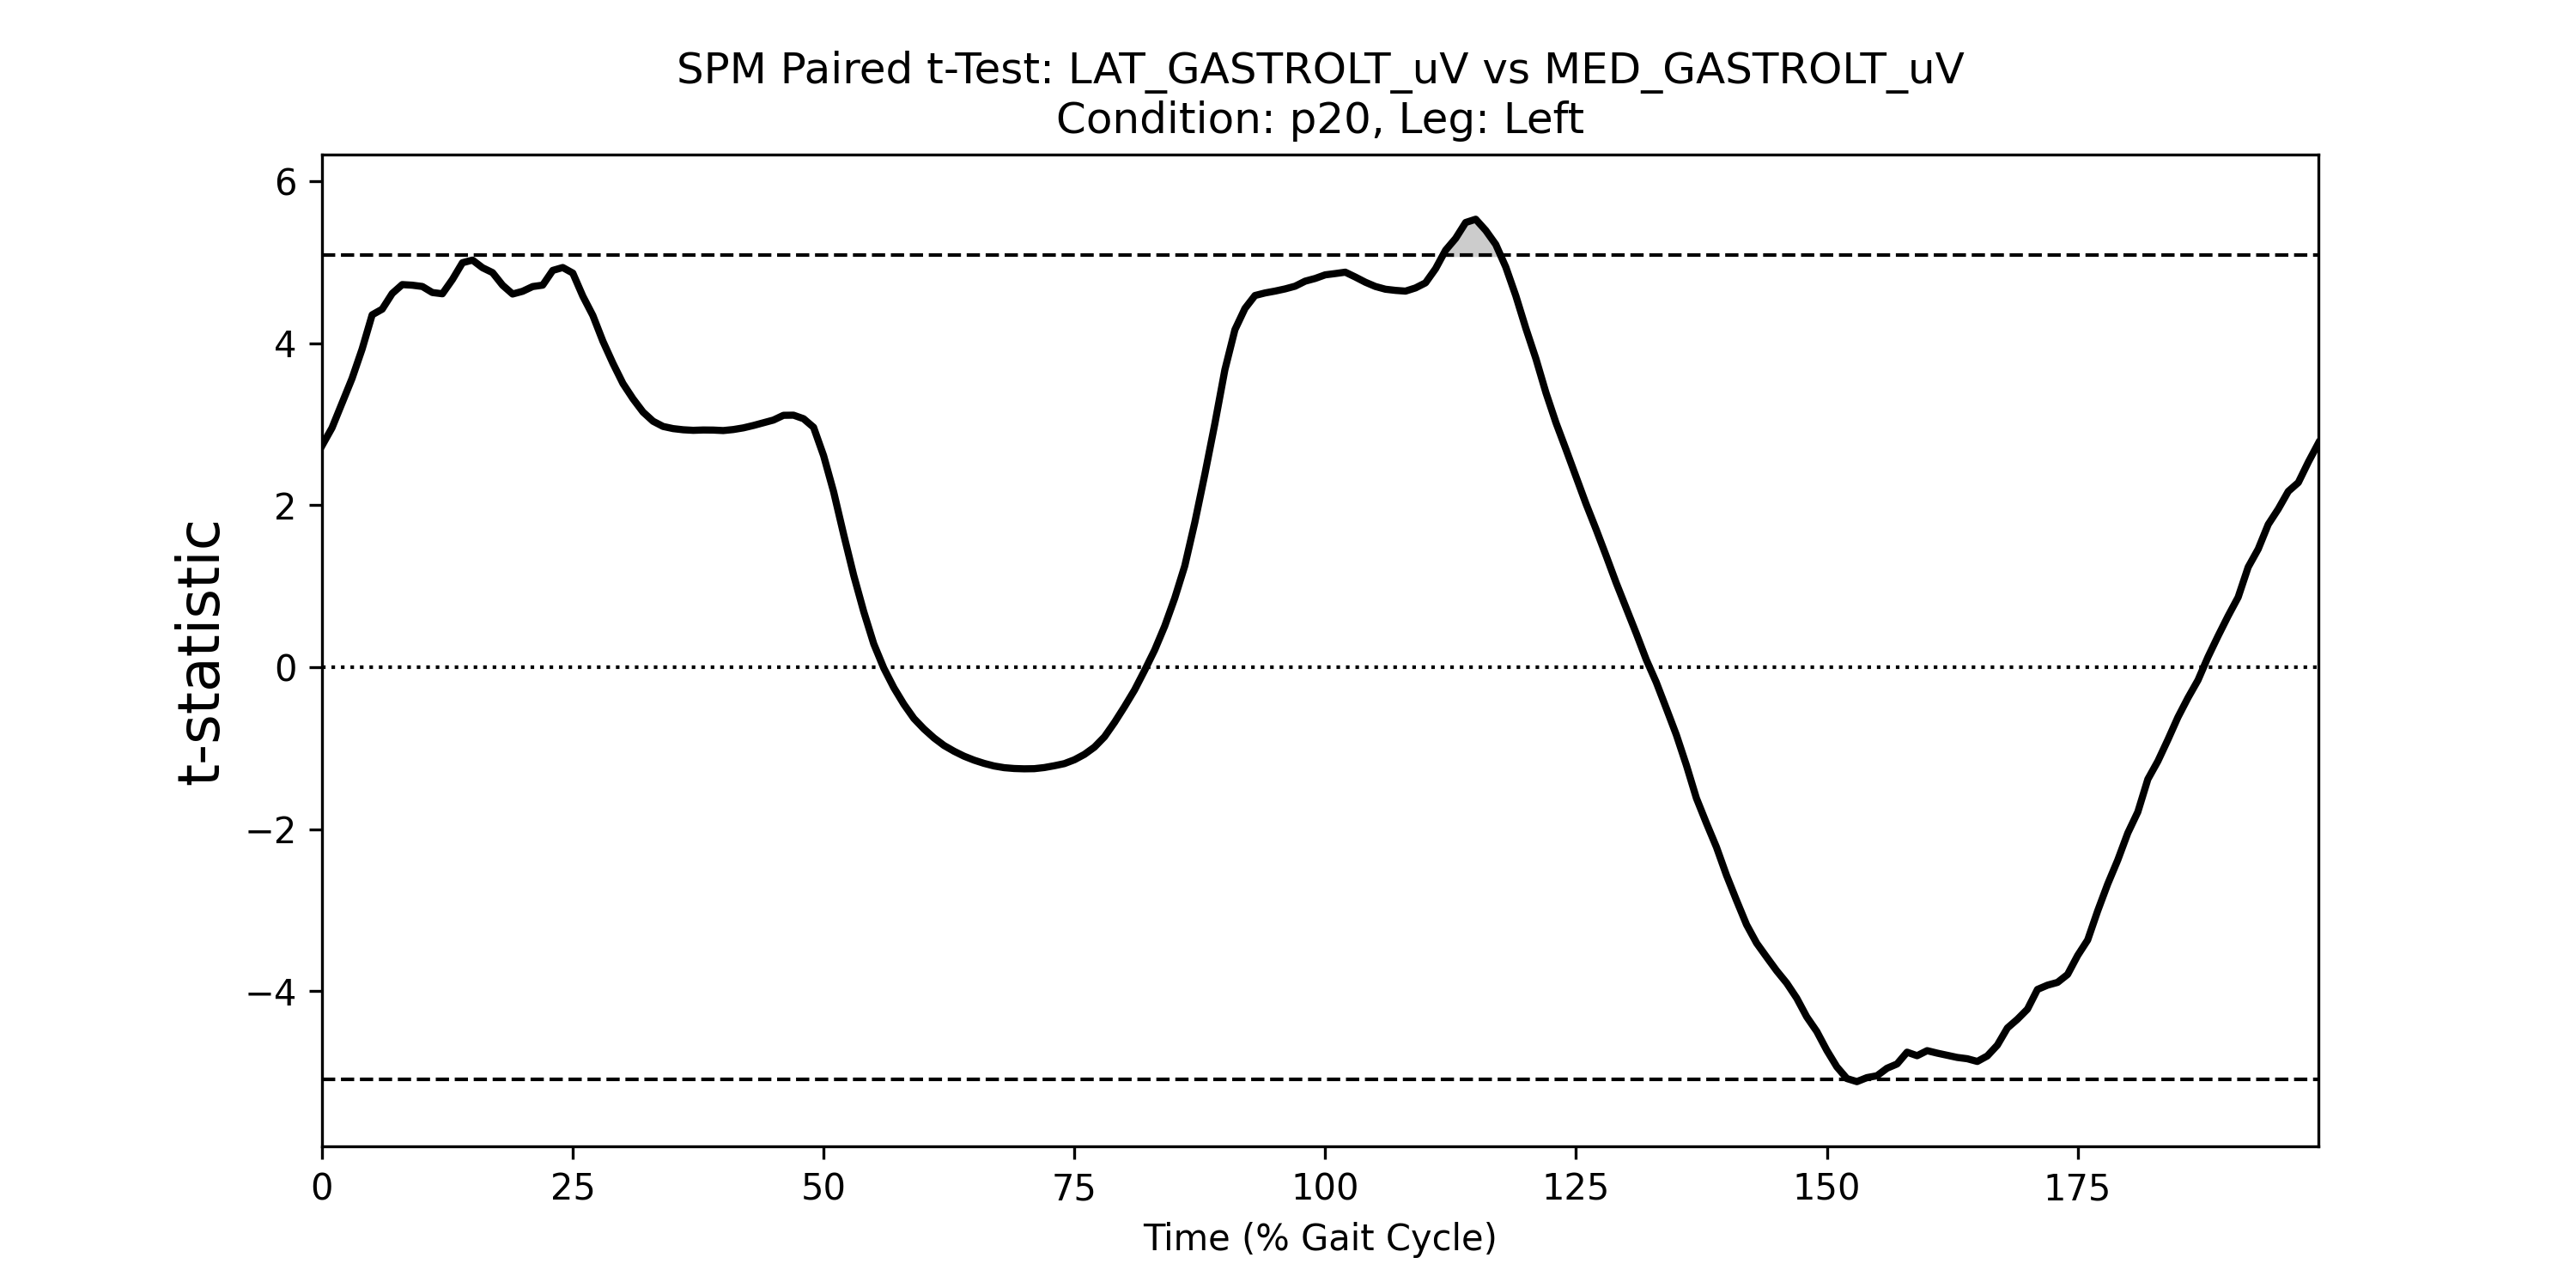 SPM Paired t-Test: LAT_GASTROLT_uV vs MED_GASTROLT_uV
Condition: p20, Leg: Left
t-statistic
6
4
2
0
−2
−4
0 25 50 75 100 125 150 175
Time (% Gait Cycle)